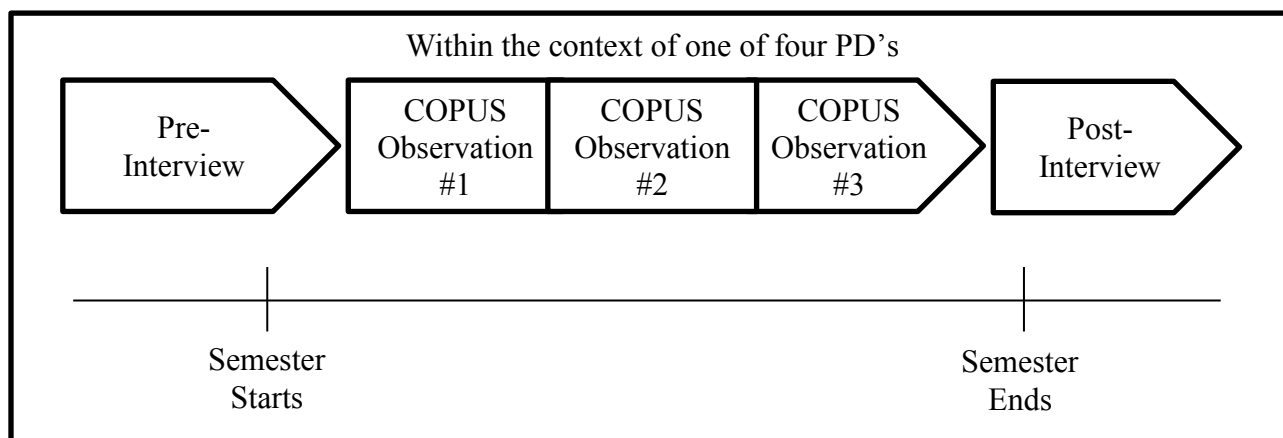 Within the context of one of four PD’s
Pre-
Interview
COPUS
Observation
#1
COPUS
Observation
#2
COPUS
Observation
#3
Post-
Interview
Semester
Starts
Semester
Ends